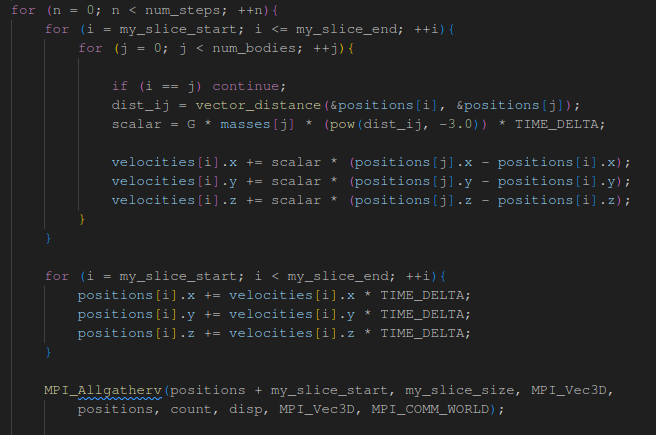 for (n = 0; n < num_steps; ++n){
for (i = my_slice_start; i <= my_slice_end; ++i){
for (j = 0; j < num_bodies; ++j){
if (i == j) continue;
dist_ij = vector_distance(&positions[i], &positions[j]);
scalar = G * masses[j] * (pow(dist_ij, -3.0)) * TIME_DELTA;
velocities[i].x += scalar * (positions[j].x - positions[i].x);
velocities[i].y += scalar * (positions[j].y - positions[i].y);
velocities[i].z += scalar * (positions[j].z - positions[i].z);
}
}
for (i = my_slice_start; i < my_slice_end; ++i){
positions[i].x += velocities[i].x * TIME_DELTA;
positions[i].y += velocities[i].y * TIME_DELTA;
positions[i].z += velocities[i].z * TIME_DELTA;
}
MPI_Allgatherv(positions + my_slice_start, my_slice_size, MPI_Vec3D,
positions, count, disp, MPI_Vec3D, MPI_COMM_WORLD);